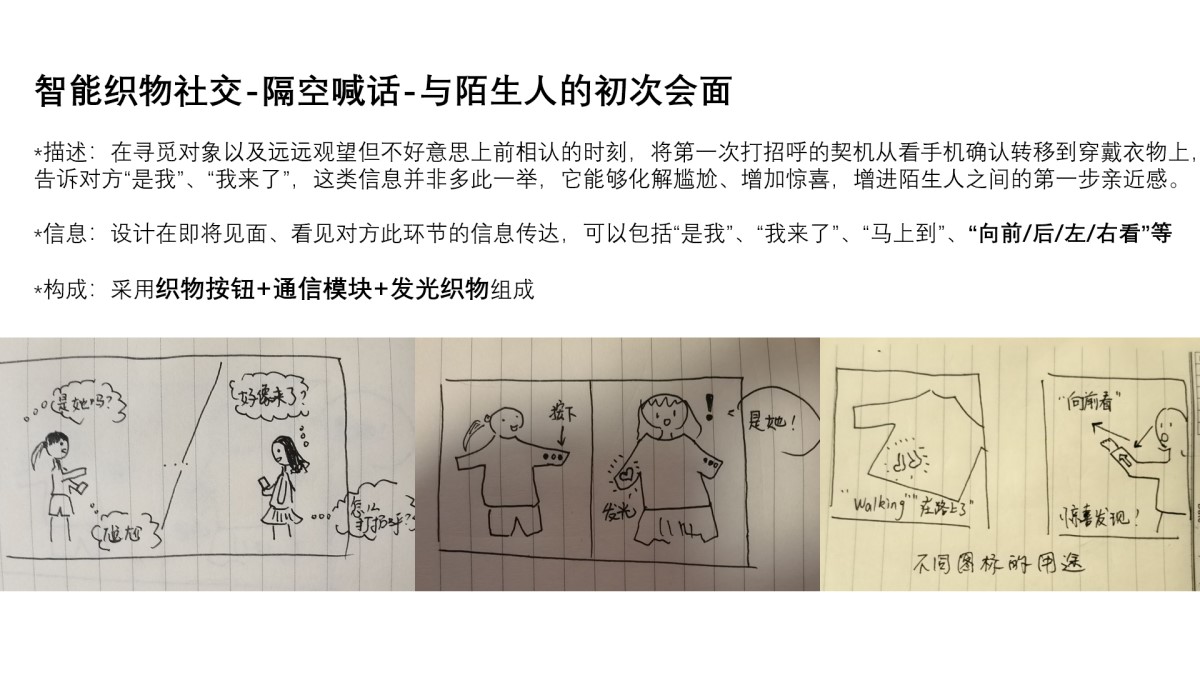 智能织物社交-隔空喊话-与陌生人的初次会面
*描述：在寻觅对象以及远远观望但不好意思上前相认的时刻，将第一次打招呼的契机从看手机确认转移到穿戴衣物上，
告诉对方“是我”、“我来了”，这类信息并非多此一举，它能够化解尴尬、增加惊喜，增进陌生人之间的第一步亲近感。
*信息：设计在即将见面、看见对方此环节的信息传达，可以包括“是我”、“我来了”、“马上到”、“向前/后/左/右看”等
*构成：采用织物按钮+通信模块+发光织物组成
是她吗？
尴尬
好像来了？
怎么
打招呼？
按下
发光
！
是她！
“walking”“在路上了”
“向前看”
惊喜发现！
不同图标的用途